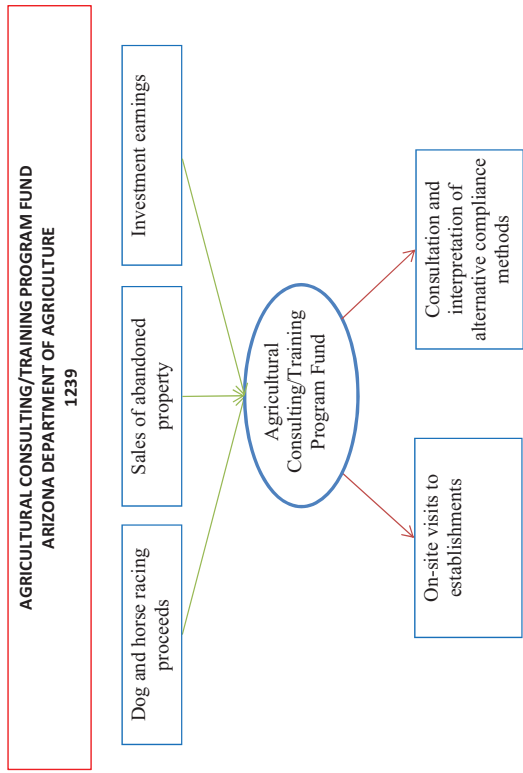 AGRICULTURAL CONSULTING/TRAINING PROGRAM FUND
ARIZONA DEPARTMENT OF AGRICULTURE
1239
Dog and horse racing
proceeds
Sales of abandoned
property
Investment earnings
Agricultural
Consulting/Training
Program Fund
On-site visits to
establishments
Consultation and
interpretation of
alternative compliance
methods